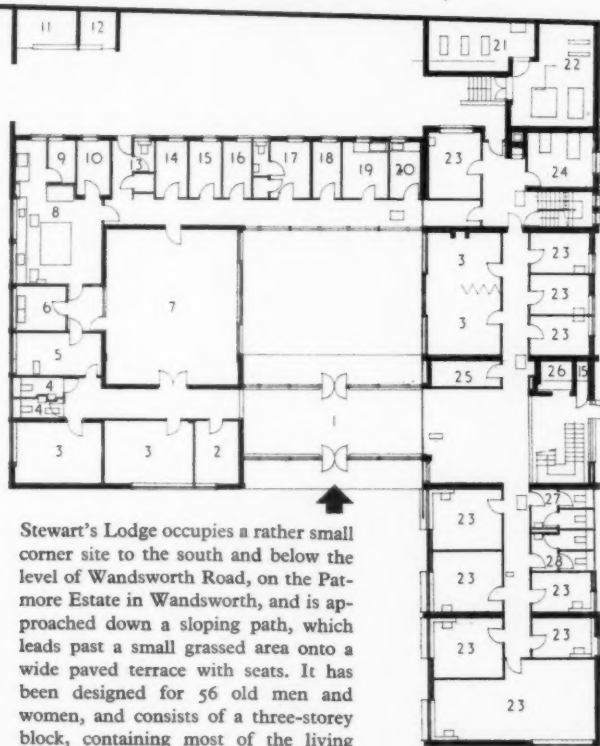 11 12 21 22
9 10 13 14 15 16 17 18 19 20 23 24
8
3 23
6 7 23
5 3 23
4 25 26 15
4 1
3 3 2 27
23
28
23 23
23 23
23
Stewart's Lodge occupies a rather small
corner site to the south and below the
level of Wandsworth Road, on the Pat-
more Estate in Wandsworth, and is ap-
proached down a sloping path, which
leads past a small grassed area onto a
wide paved terrace with seats. It has
been designed for 56 old men and
women, and consists of a three-storey
block, containing most of the living